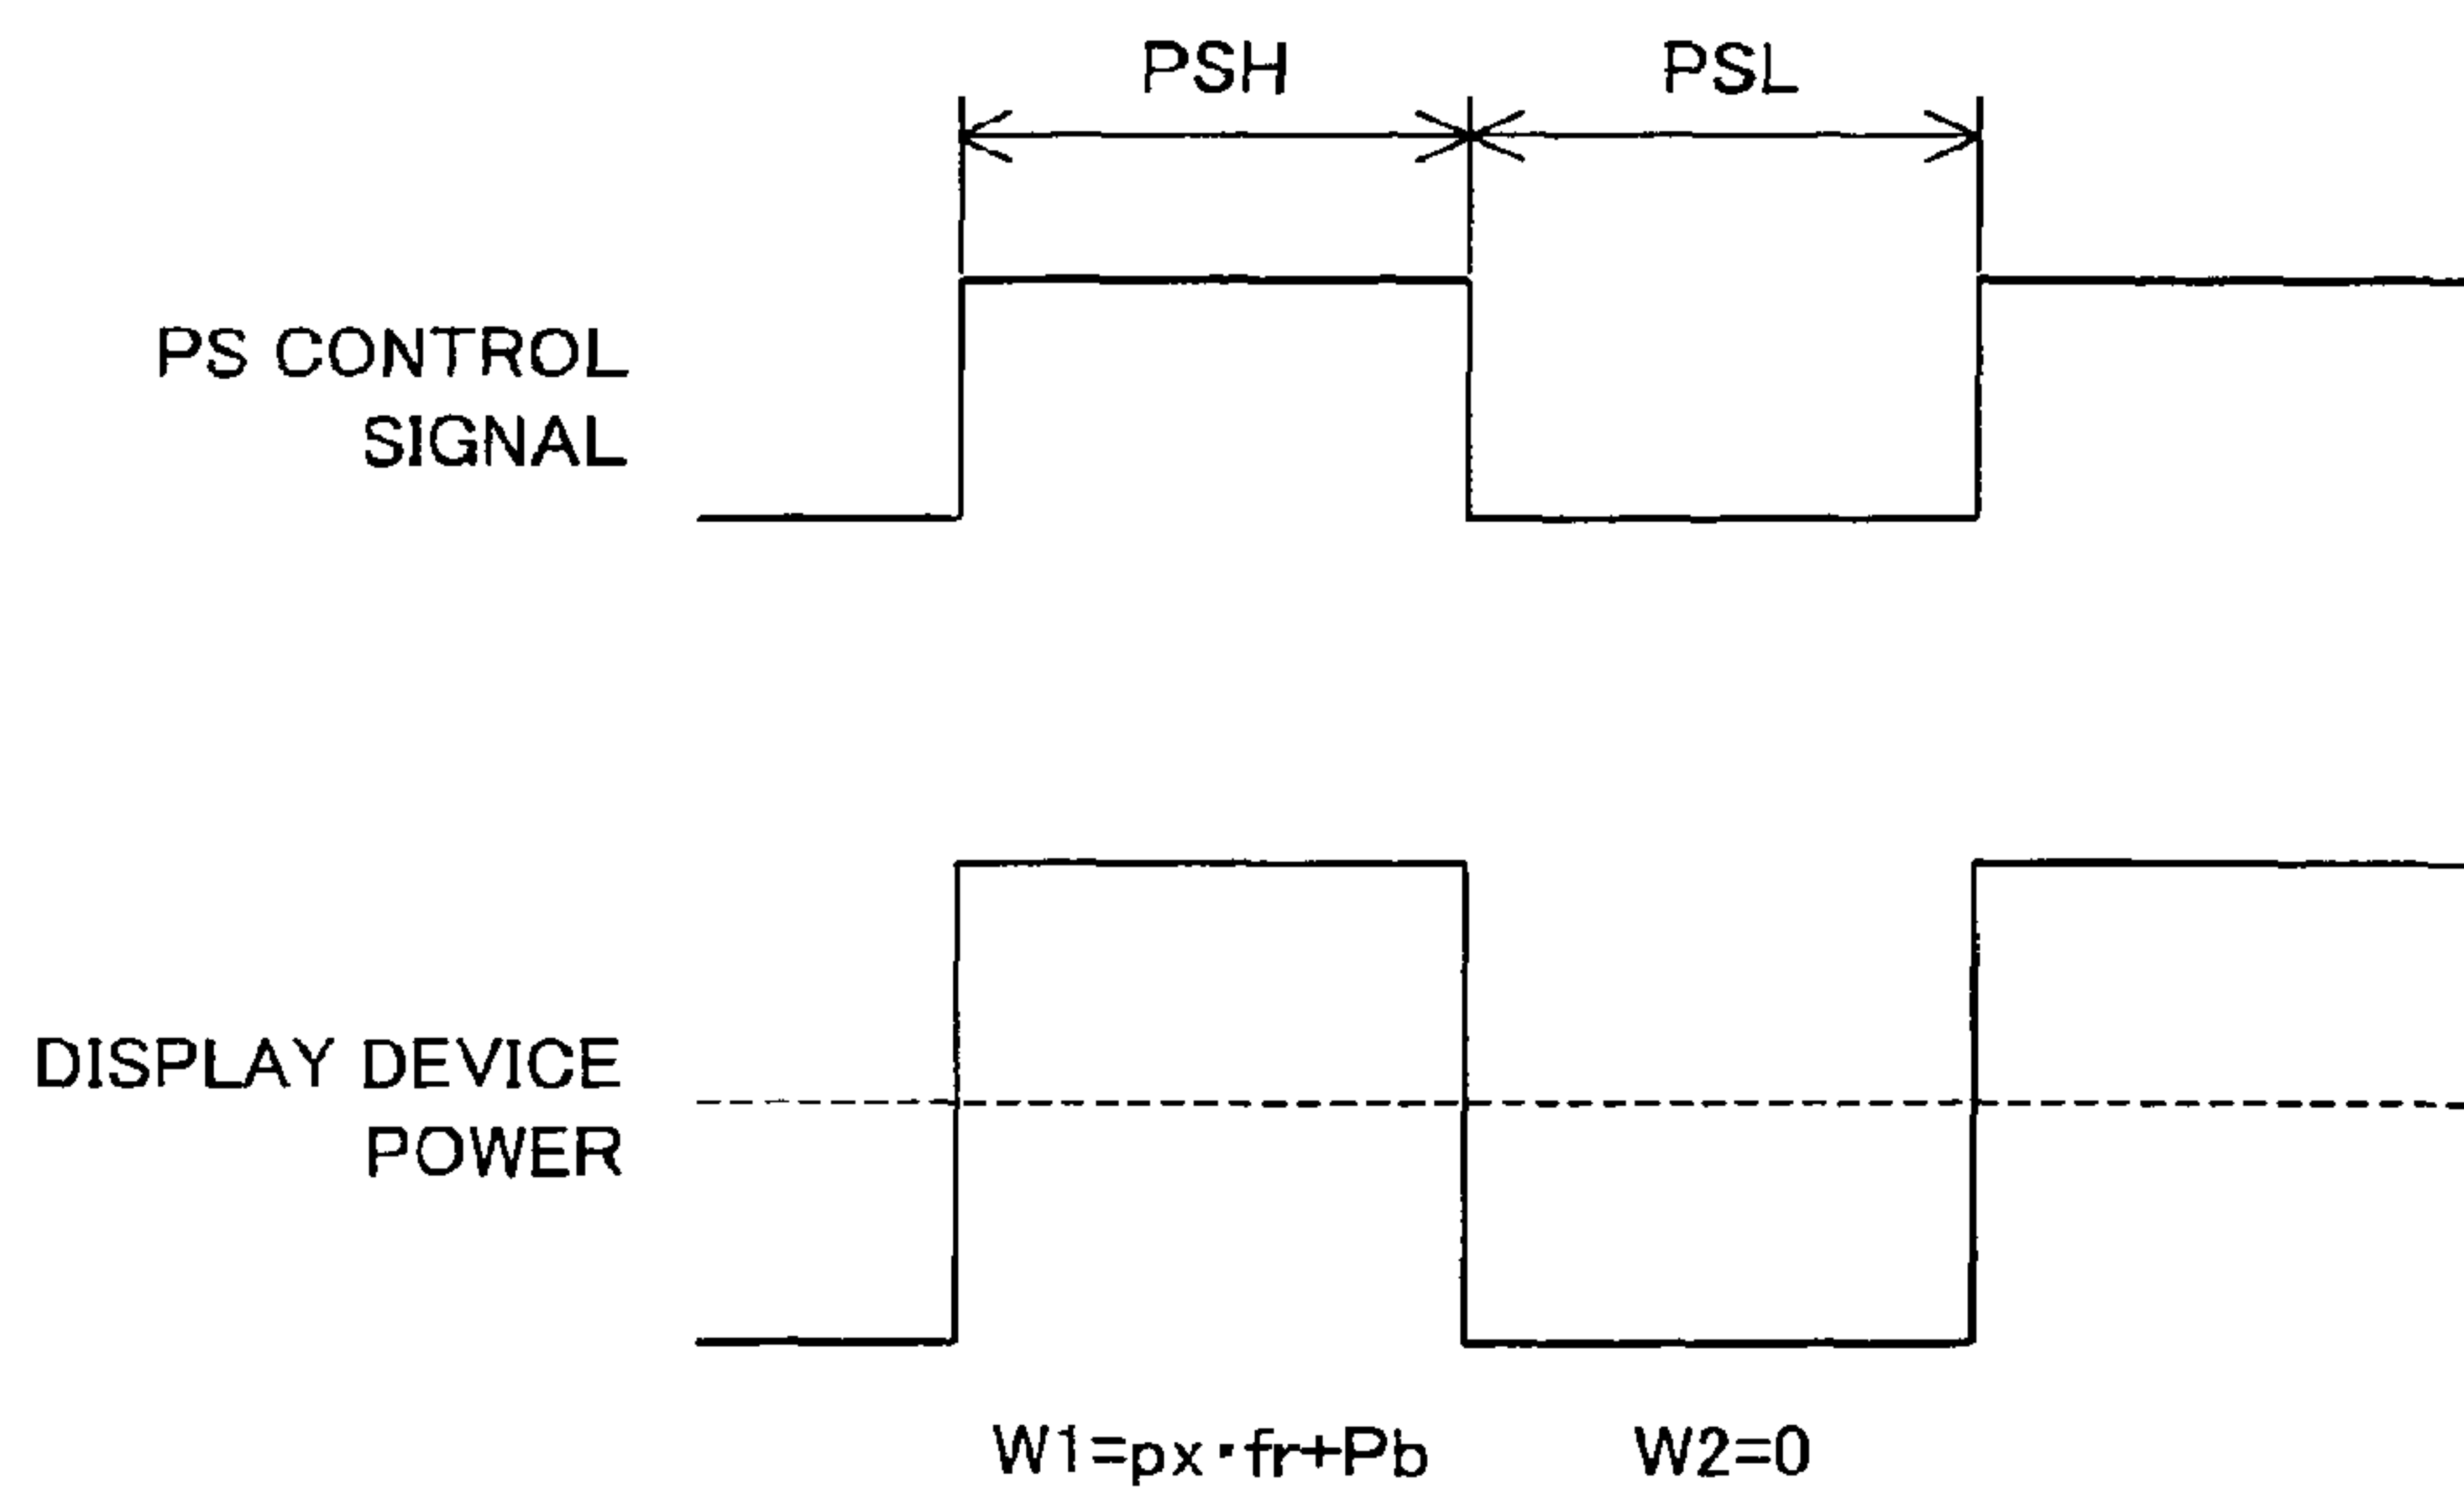 PSH PSL
PS CONTROL
SIGNAL
DISPLAY DEVICE
POWER
W1=px・fr+Pb W2=0